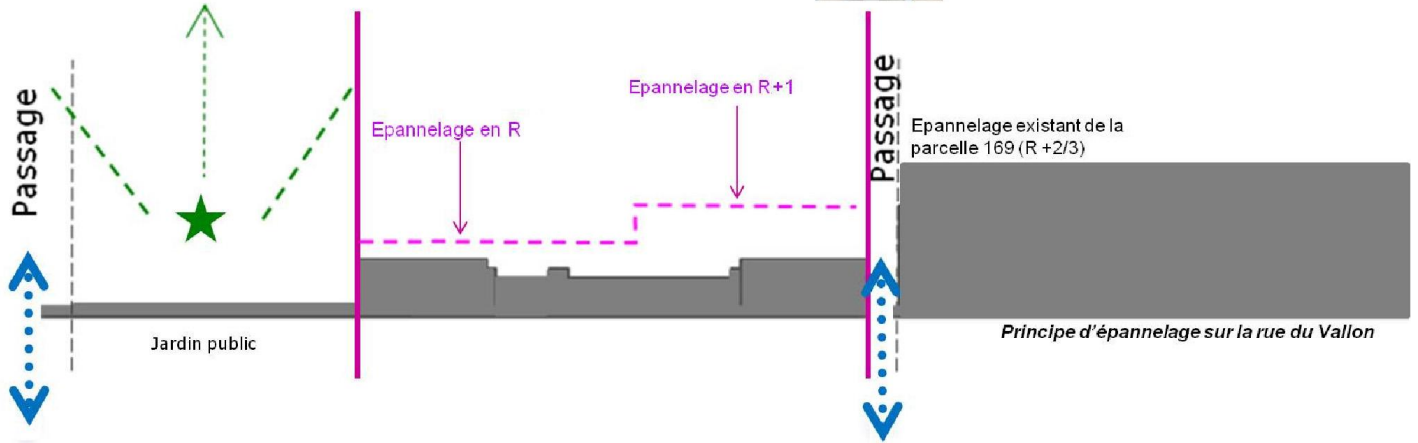 Passage
Epannelage en R
Epannelage en R+1
Passage
Epannelage existant de la
parcelle 169 (R +2/3)
Jardin public
Principe d'épannelage sur la rue du Vallon